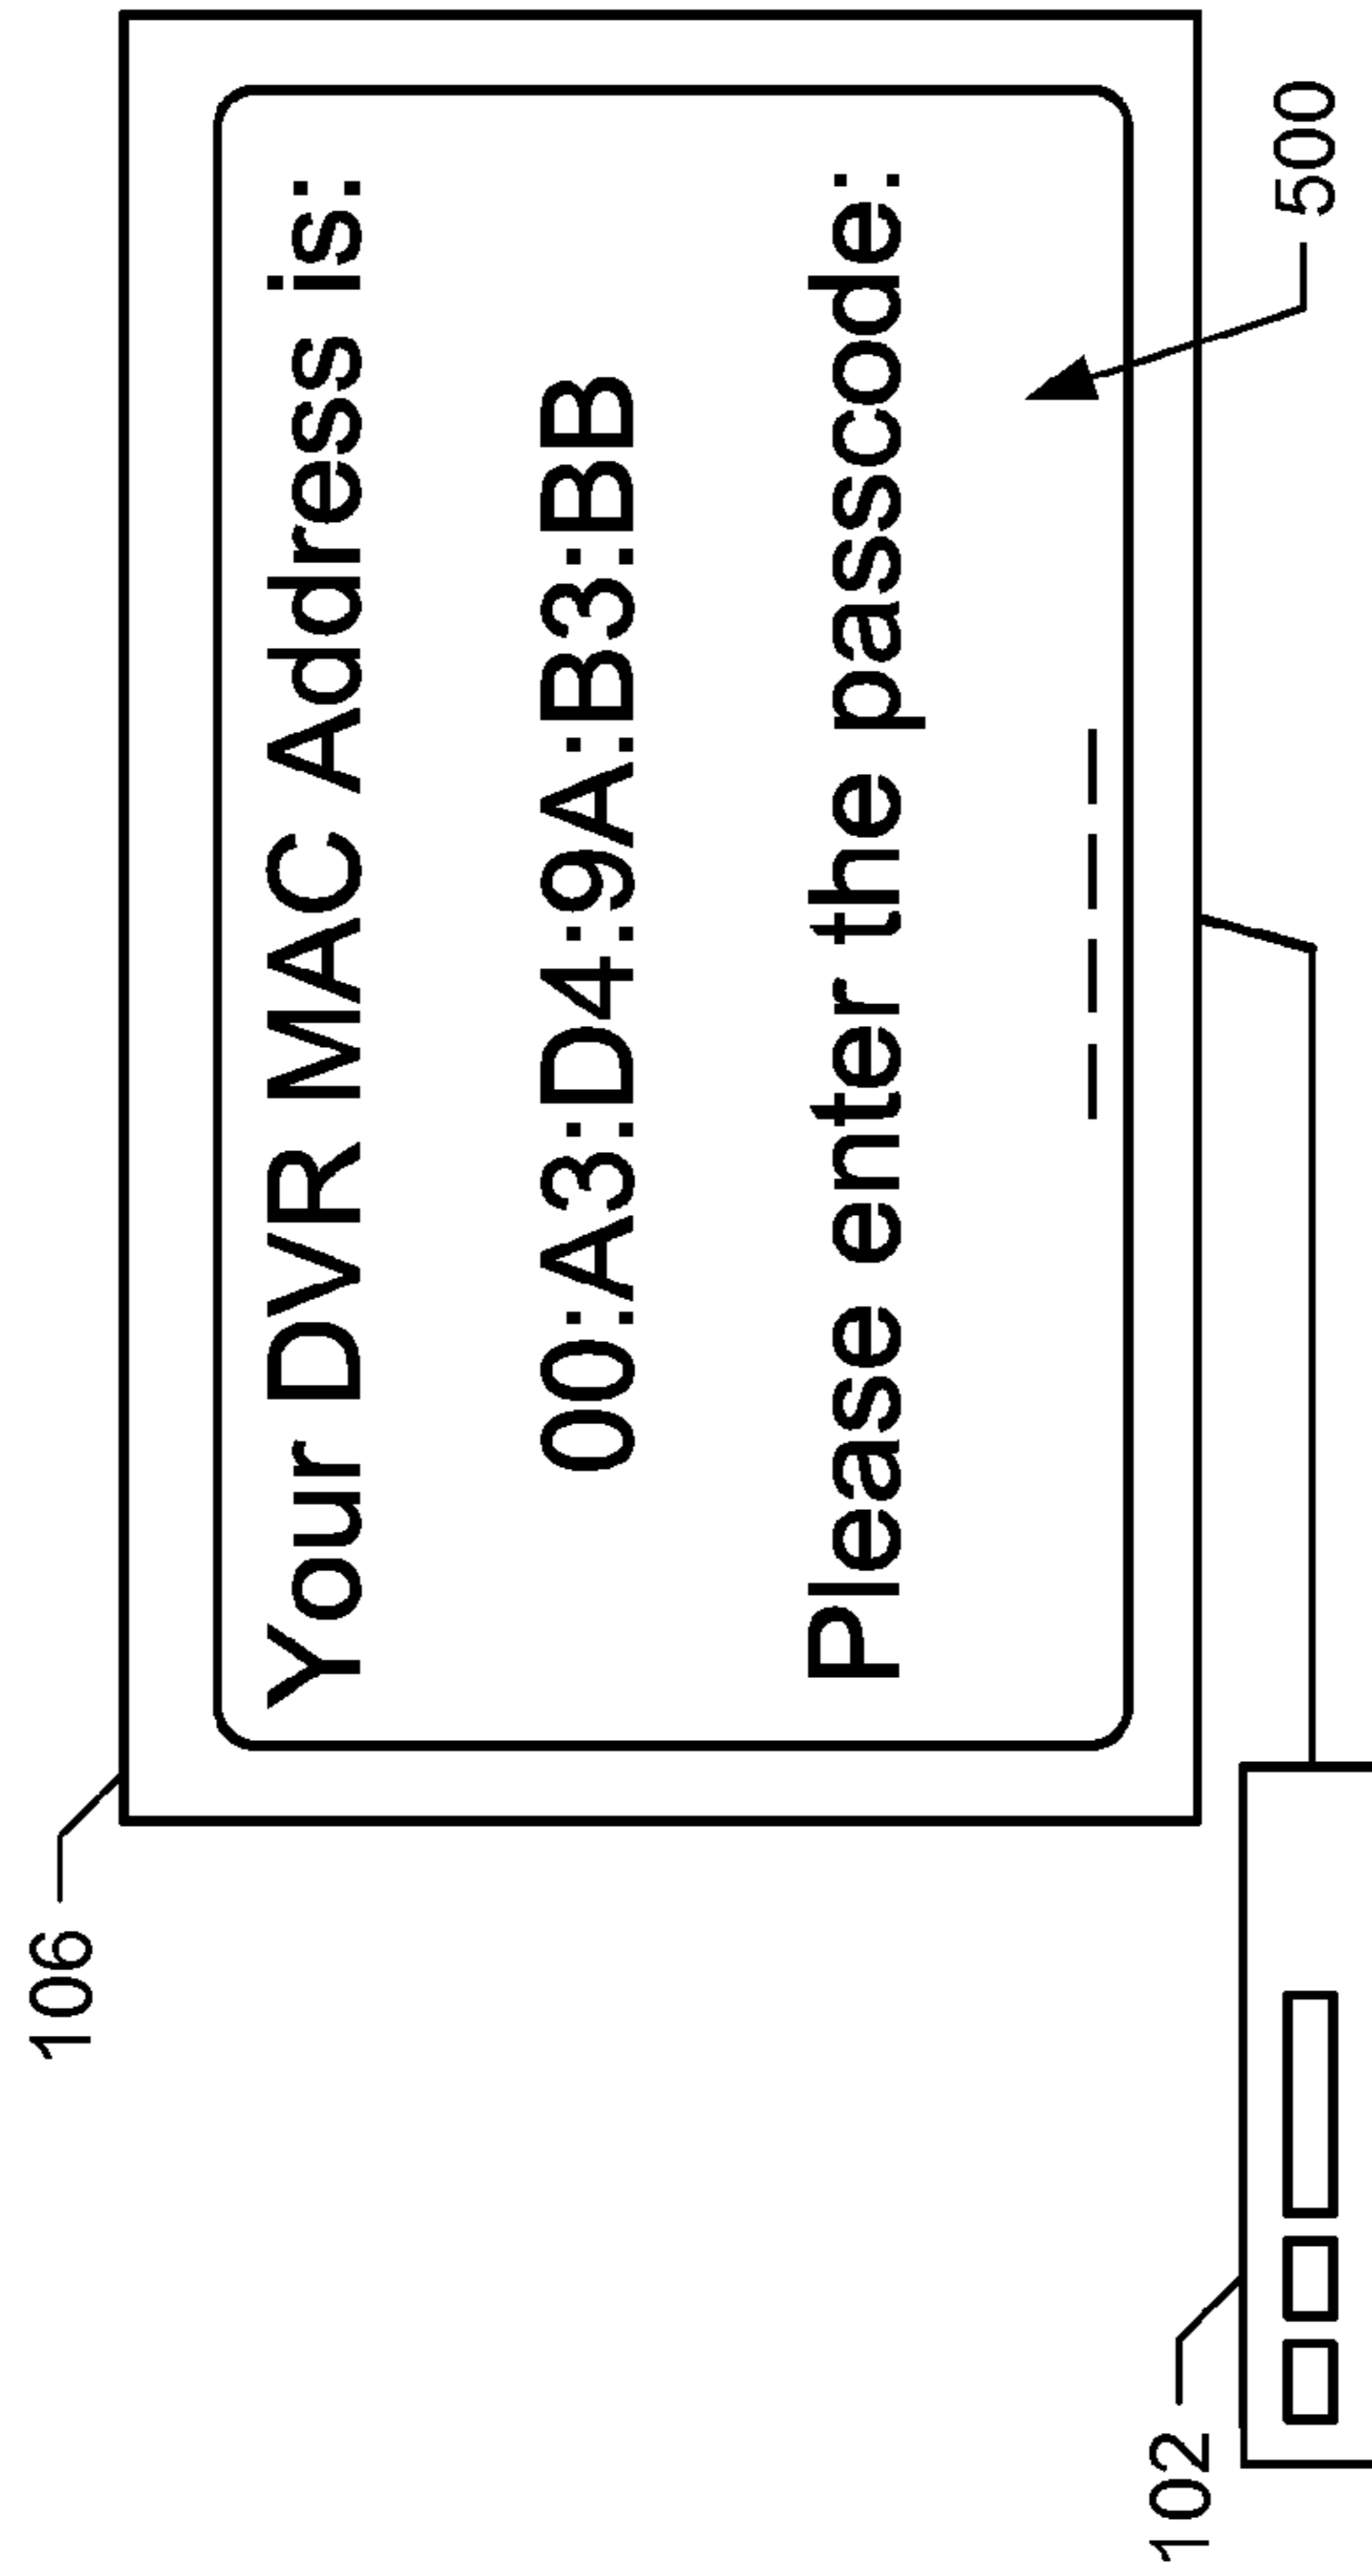 106
Your DVR MAC Address is:
00:A3:D4:9A:B3:BB
Please enter the passcode:
500
102